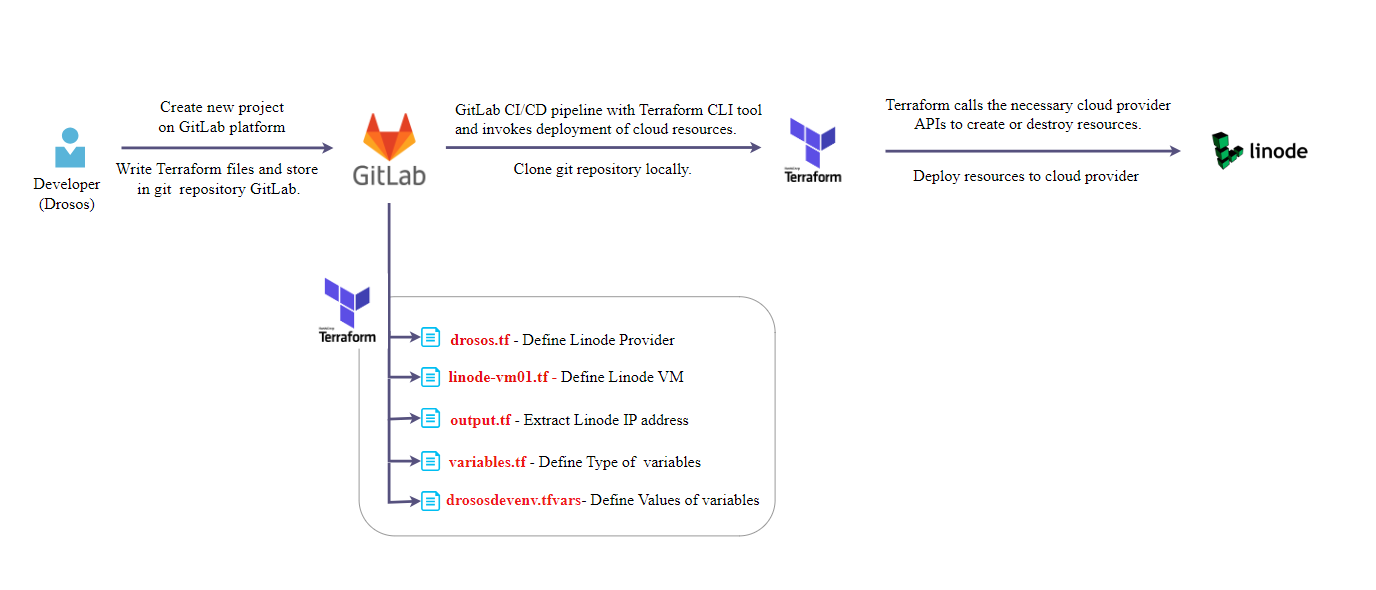 Create new project
on GitLab platform
Write Terraform files and store
in git repository GitLab.
Developer
(Drosos)
GitLab
GitLab CI/CD pipeline with Terraform CLI tool
and invokes deployment of cloud resources.
Clone git repository locally.
Terraform
Terraform calls the necessary cloud provider
APIs to create or destroy resources.
Deploy resources to cloud provider
linode
Terraform
drosos.tf - Define Linode Provider
linode-vm01.tf - Define Linode VM
output.tf - Extract Linode IP address
variables.tf - Define Type of variables
drososdevenv.tfvars- Define Values of variables